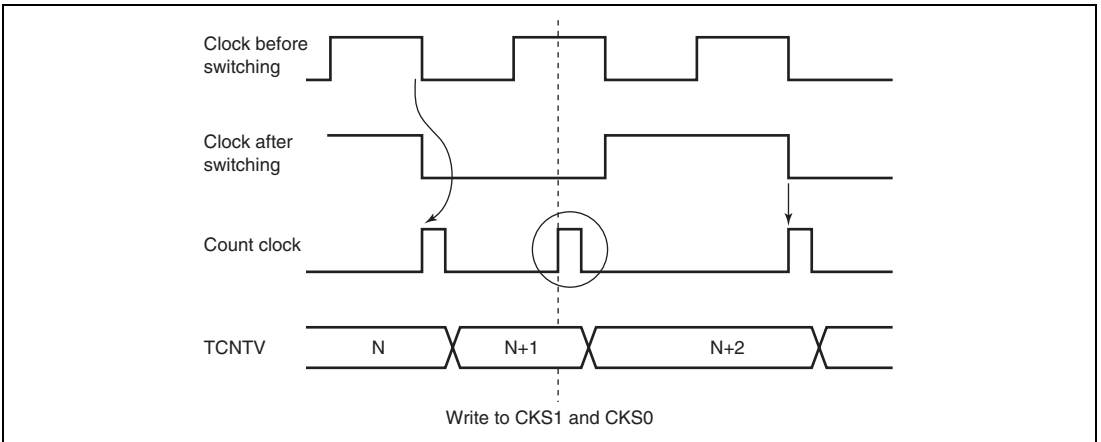 Clock before
switching
Clock after
switching
Count clock
TCNTV
N
N+1
N+2
Write to CKS1 and CKS0